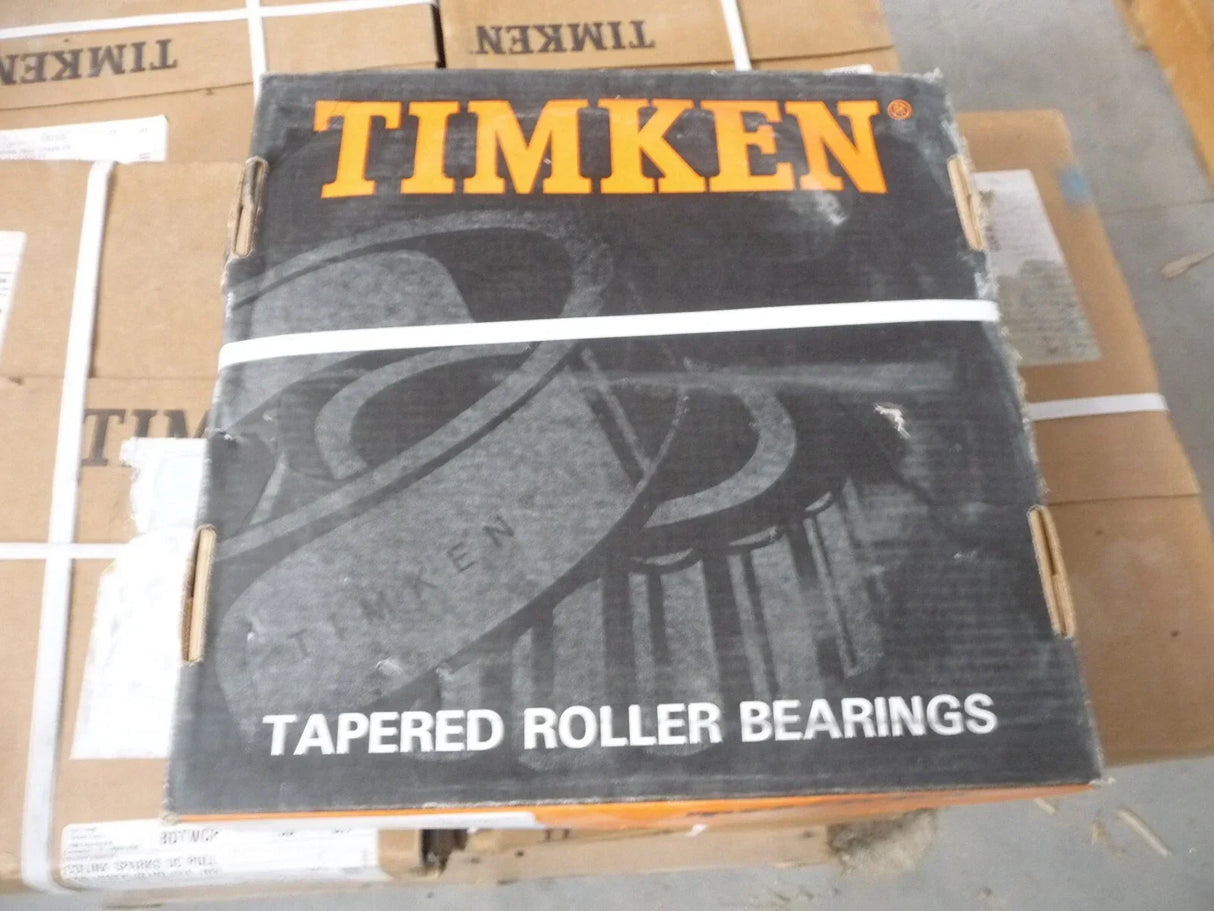 TIMKEN
TIMKEN
TIMKEN®
TIM
TIMKEN
TAPERED ROLLER BEARINGS